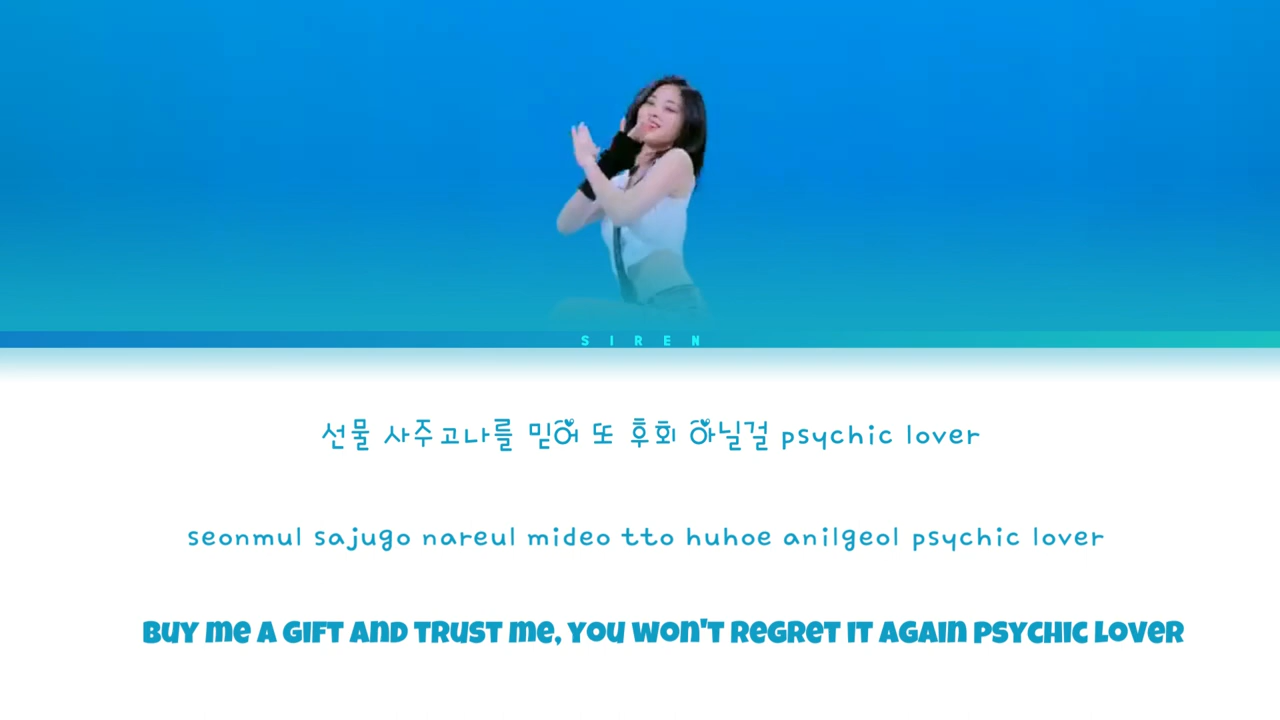 SIREN
선물 사주고나를 믿어 또 후회 아닐걸 psychic lover
seonmul sajugo nareul mideo tto huhoe anilgeol psychic lover
Buy me a gift and trust me, you won't regret it again psychic lover